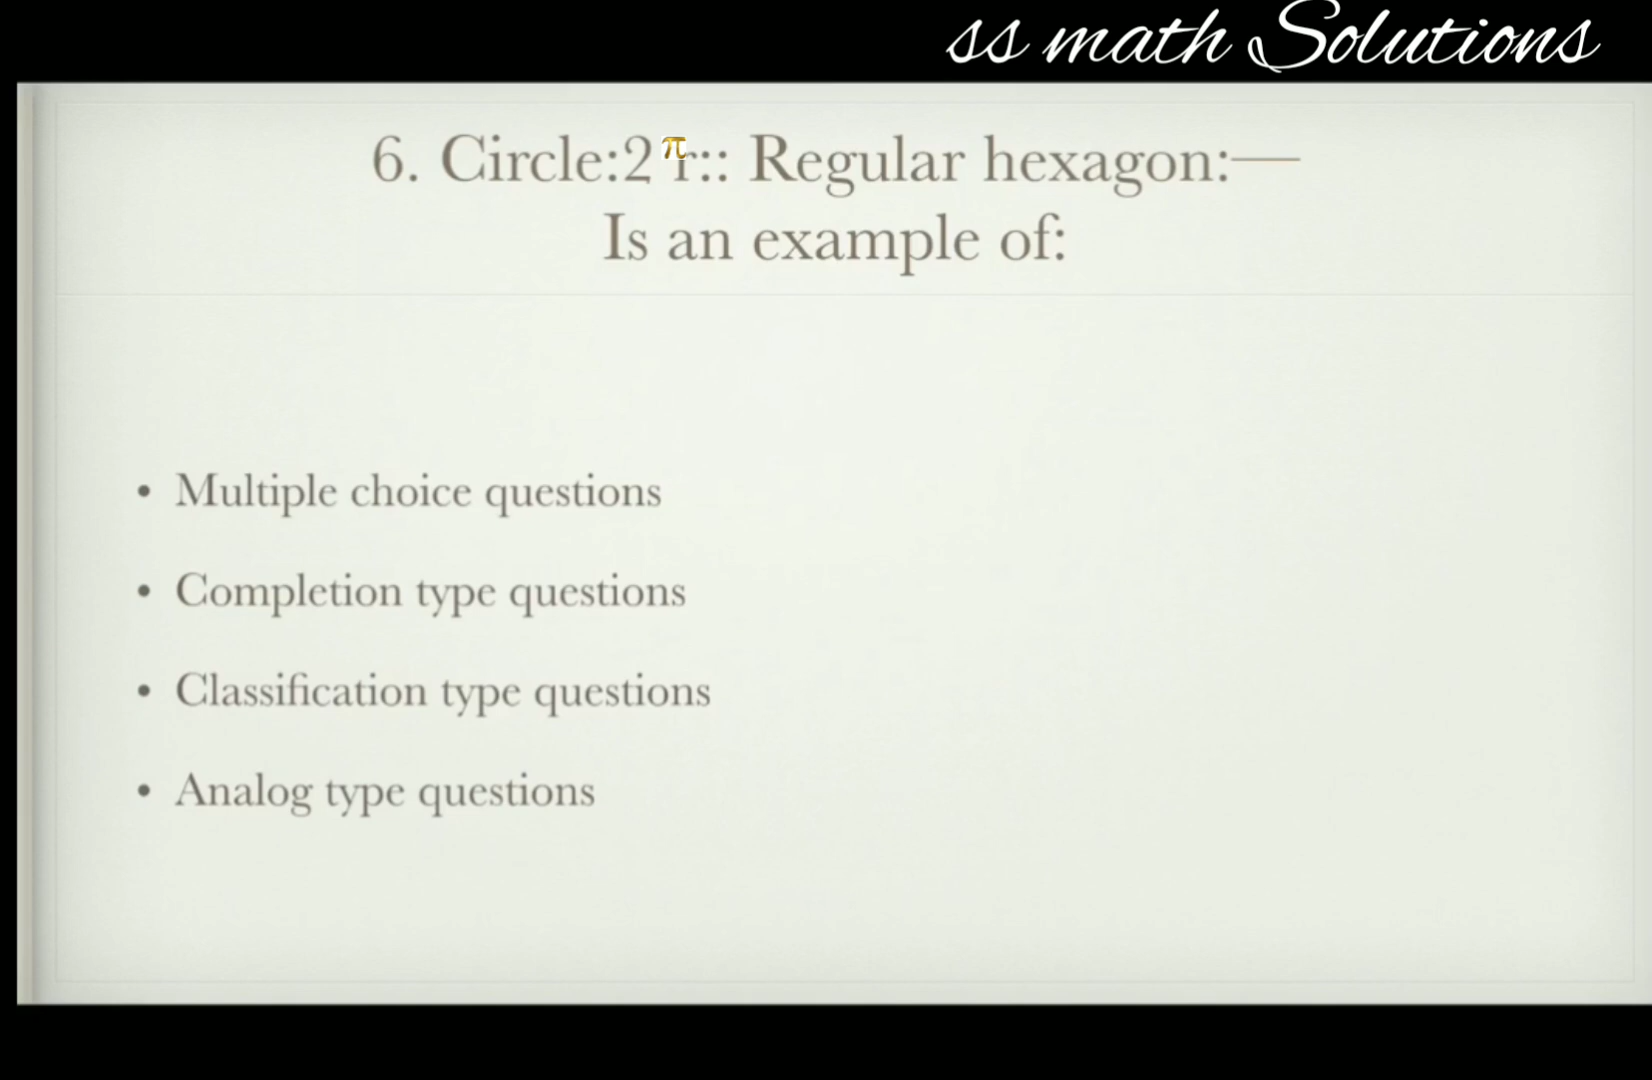 ss math Solutions
6. Circle:2πr:: Regular hexagon:—
Is an example of:
• Multiple choice questions
• Completion type questions
• Classification type questions
• Analog type questions